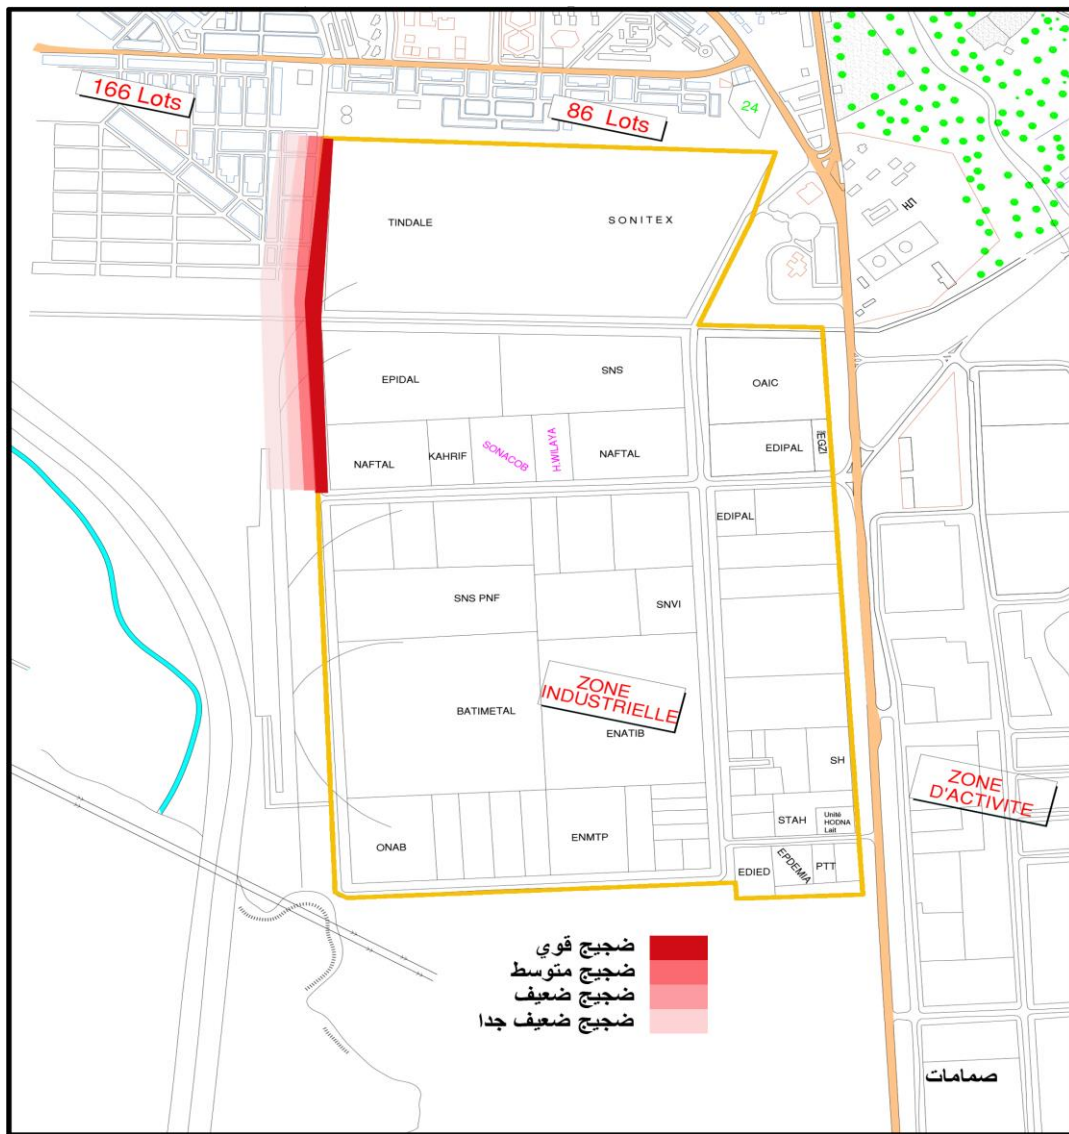 166 Lots
86 Lots
24
TINDALE
SONITEX
HU
EPIDAL
SNS
OAIC
NAFTAL
KAHRIF
SONACOB
H.WILAYA
NAFTAL
EDIPAL
EDIPAL
SNS PNF
SNVI
ZONE
INDUSTRIELLE
BATIMETAL
ENATIB
SH
ZONE
D'ACTIVITE
STAH
Unité
HODNA
Lait
ONAB
ENMTP
EDIED
EPDEMIA
PTT
ضجيج قوي
ضجيج متوسط
ضجيج ضعيف
ضجيج ضعيف جدا
صمامات